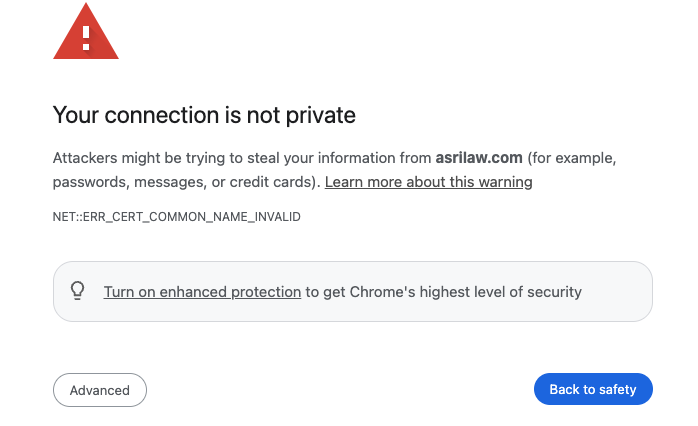 !
Your connection is not private
Attackers might be trying to steal your information from asrilaw.com (for example,
passwords, messages, or credit cards). Learn more about this warning
NET::ERR_CERT_COMMON_NAME_INVALID
Turn on enhanced protection to get Chrome's highest level of security
Advanced
Back to safety